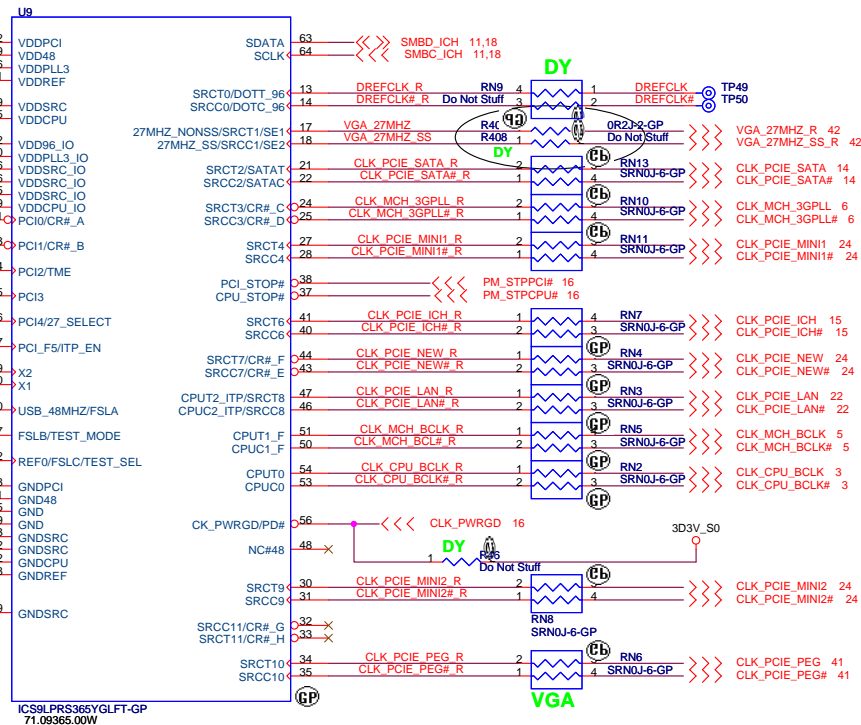 U9
VDDPCI SDATA 63 SMBD_ICH 11,18
VDD48 SCLK 64 SMBC_ICH 11,18
VDDPLL3
VDDREF DY
SRCT0/DOTT_96 13 DREFCLK_R RN9 4 1 DREFCLK TP49
VDDSRC SRCC0/DOTC_96 14 DREFCLK#_R Do Not Stuff 3 2 DREFCLK# TP50
VDDCPU
27MHZ_NONSS/SRCT1/SE1 17 VGA_27MHZ 0R2J-2-GP VGA_27MHZ_R 42
VDD96_IO 27MHZ_SS/SRCC1/SE2 18 VGA_27MHZ_SS R408 1 Do Not Stuff VGA_27MHZ_SS_R 42
VDDPLL3_IO DY
VDDSRC_IO SRCT2/SATAT 21 CLK_PCIE_SATA_R 2 3 RN13 CLK_PCIE_SATA 14
VDDSRC_IO SRCC2/SATAC 22 CLK_PCIE_SATA#_R 1 4 SRN0J-6-GP CLK_PCIE_SATA# 14
VDDSRC_IO
VDDCPU_IO SRCT3/CR#_C 24 CLK_MCH_3GPLL_R 2 3 RN10 CLK_MCH_3GPLL 6
PCI0/CR#_A SRCC3/CR#_D 25 CLK_MCH_3GPLL#_R 1 4 SRN0J-6-GP CLK_MCH_3GPLL# 6
PCI1/CR#_B SRCT4 27 CLK_PCIE_MINI1_R 2 3 RN11 CLK_PCIE_MINI1 24
SRCC4 28 CLK_PCIE_MINI1#_R 1 4 SRN0J-6-GP CLK_PCIE_MINI1# 24
PCI2/TME
PCI_STOP# 38 PM_STPPCI# 16
PCI3 CPU_STOP# 37 PM_STPCPU# 16
PCI4/27_SELECT SRCT6 41 CLK_PCIE_ICH_R 1 4 RN7 CLK_PCIE_ICH 15
SRCC6 40 CLK_PCIE_ICH#_R 2 3 SRN0J-6-GP CLK_PCIE_ICH# 15
PCI_F5/ITP_EN GP
SRCT7/CR#_F 44 CLK_PCIE_NEW_R 1 4 RN4 CLK_PCIE_NEW 24
X2 SRCC7/CR#_E 43 CLK_PCIE_NEW#_R 2 3 SRN0J-6-GP CLK_PCIE_NEW# 24
X1 GP
CPUT2_ITP/SRCT8 47 CLK_PCIE_LAN_R 1 4 RN3 CLK_PCIE_LAN 22
USB_48MHZ/FSLA CPUC2_ITP/SRCC8 46 CLK_PCIE_LAN#_R 2 3 SRN0J-6-GP CLK_PCIE_LAN# 22
GP
FSLB/TEST_MODE CPUT1_F 51 CLK_MCH_BCLK_R 1 4 RN5 CLK_MCH_BCLK 5
CPUC1_F 50 CLK_MCH_BCL#_R 2 3 SRN0J-6-GP CLK_MCH_BCLK# 5
REF0/FSLC/TEST_SEL GP
CPUT0 54 CLK_CPU_BCLK_R 1 4 RN2 CLK_CPU_BCLK 3
GNDPCI CPUC0 53 CLK_CPU_BCLK#_R 2 3 SRN0J-6-GP CLK_CPU_BCLK# 3
GND48 GP
GND
GND CK_PWRGD/PD# 56 CLK_PWRGD 16 3D3V_S0
GNDSRC
GNDSRC NC#48 48 DY
GNDCPU 1 Do Not Stuff
GNDREF
SRCT9 30 CLK_PCIE_MINI2_R 2 3 CLK_PCIE_MINI2 24
SRCC9 31 CLK_PCIE_MINI2#_R 1 4 CLK_PCIE_MINI2# 24
GNDSRC RN8
SRCC11/CR#_G 32 SRN0J-6-GP
SRCT11/CR#_H 33
SRCT10 34 CLK_PCIE_PEG_R 2 3 RN6 CLK_PCIE_PEG 41
SRCC10 35 CLK_PCIE_PEG#_R 1 4 SRN0J-6-GP CLK_PCIE_PEG# 41
GP VGA
ICS9LPRS365YGLFT-GP
71.09365.00W